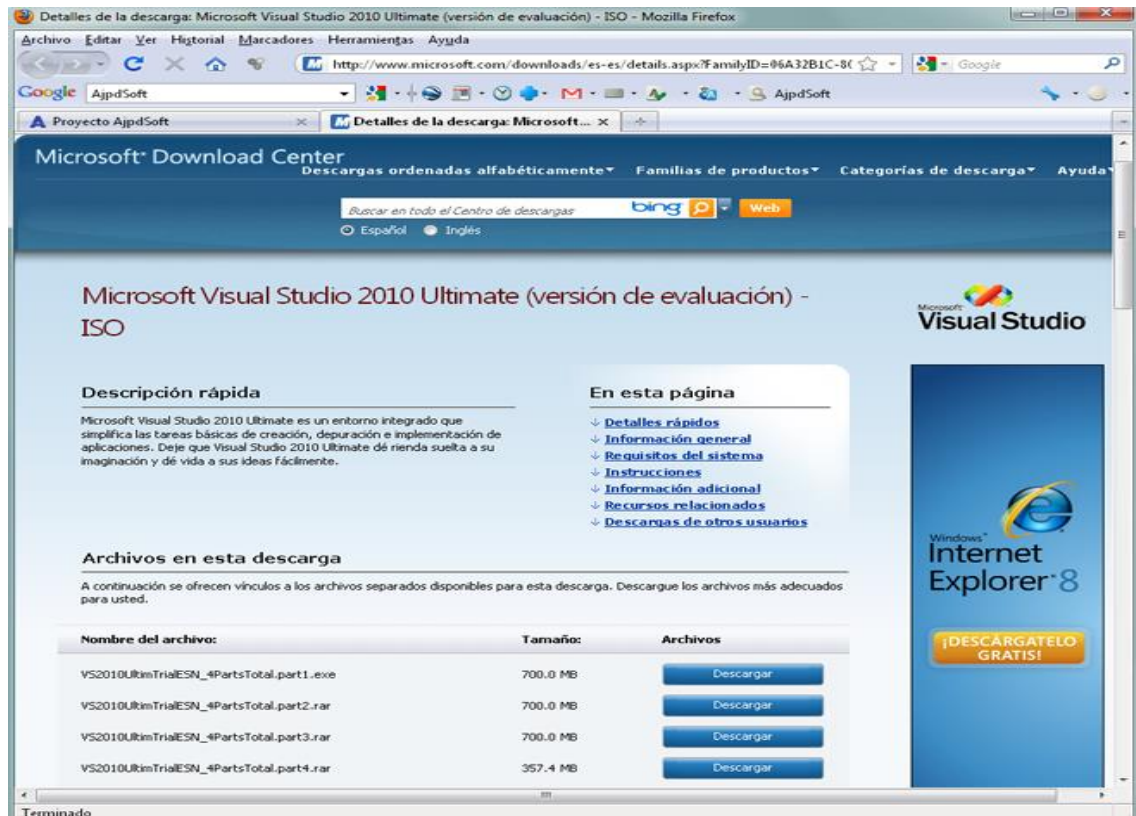 Detalles de la descarga: Microsoft Visual Studio 2010 Ultimate (versión de evaluación) - ISO - Mozilla Firefox
Archivo Editar Ver Historial Marcadores Herramientas Ayuda
http://www.microsoft.com/downloads/es-es/details.aspx?FamilyID=06A32B1C-8( Google
Google AjpdSoft AjpdSoft
Proyecto AjpdSoft Detalles de la descarga: Microsoft...
Microsoft Download Center
Descargas ordenadas alfabéticamente Familias de productos Categorías de descarga Ayuda
Buscar en todo el Centro de descargas bing Web
Español Inglés
Microsoft Visual Studio 2010 Ultimate (versión de evaluación) -
ISO
Microsoft
Visual Studio
Descripción rápida
Microsoft Visual Studio 2010 Ultimate es un entorno integrado que
simplifica las tareas básicas de creación, depuración e implementación de
aplicaciones. Deje que Visual Studio 2010 Ultimate dé rienda suelta a su
imaginación y dé vida a sus ideas fácilmente.
En esta página
Detalles rápidos
Información general
Requisitos del sistema
Instrucciones
Información adicional
Recursos relacionados
Descargas de otros usuarios
Archivos en esta descarga
A continuación se ofrecen vínculos a los archivos separados disponibles para esta descarga. Descargue los archivos más adecuados
para usted.
Nombre del archivo: Tamaño: Archivos
VS2010UltimTrialESN_4PartsTotal.part1.exe 700.0 MB Descargar
VS2010UltimTrialESN_4PartsTotal.part2.rar 700.0 MB Descargar
VS2010UltimTrialESN_4PartsTotal.part3.rar 700.0 MB Descargar
VS2010UltimTrialESN_4PartsTotal.part4.rar 357.4 MB Descargar
Windows
Internet
Explorer 8
¡DESCÁRGATELO
GRATIS!
Terminado